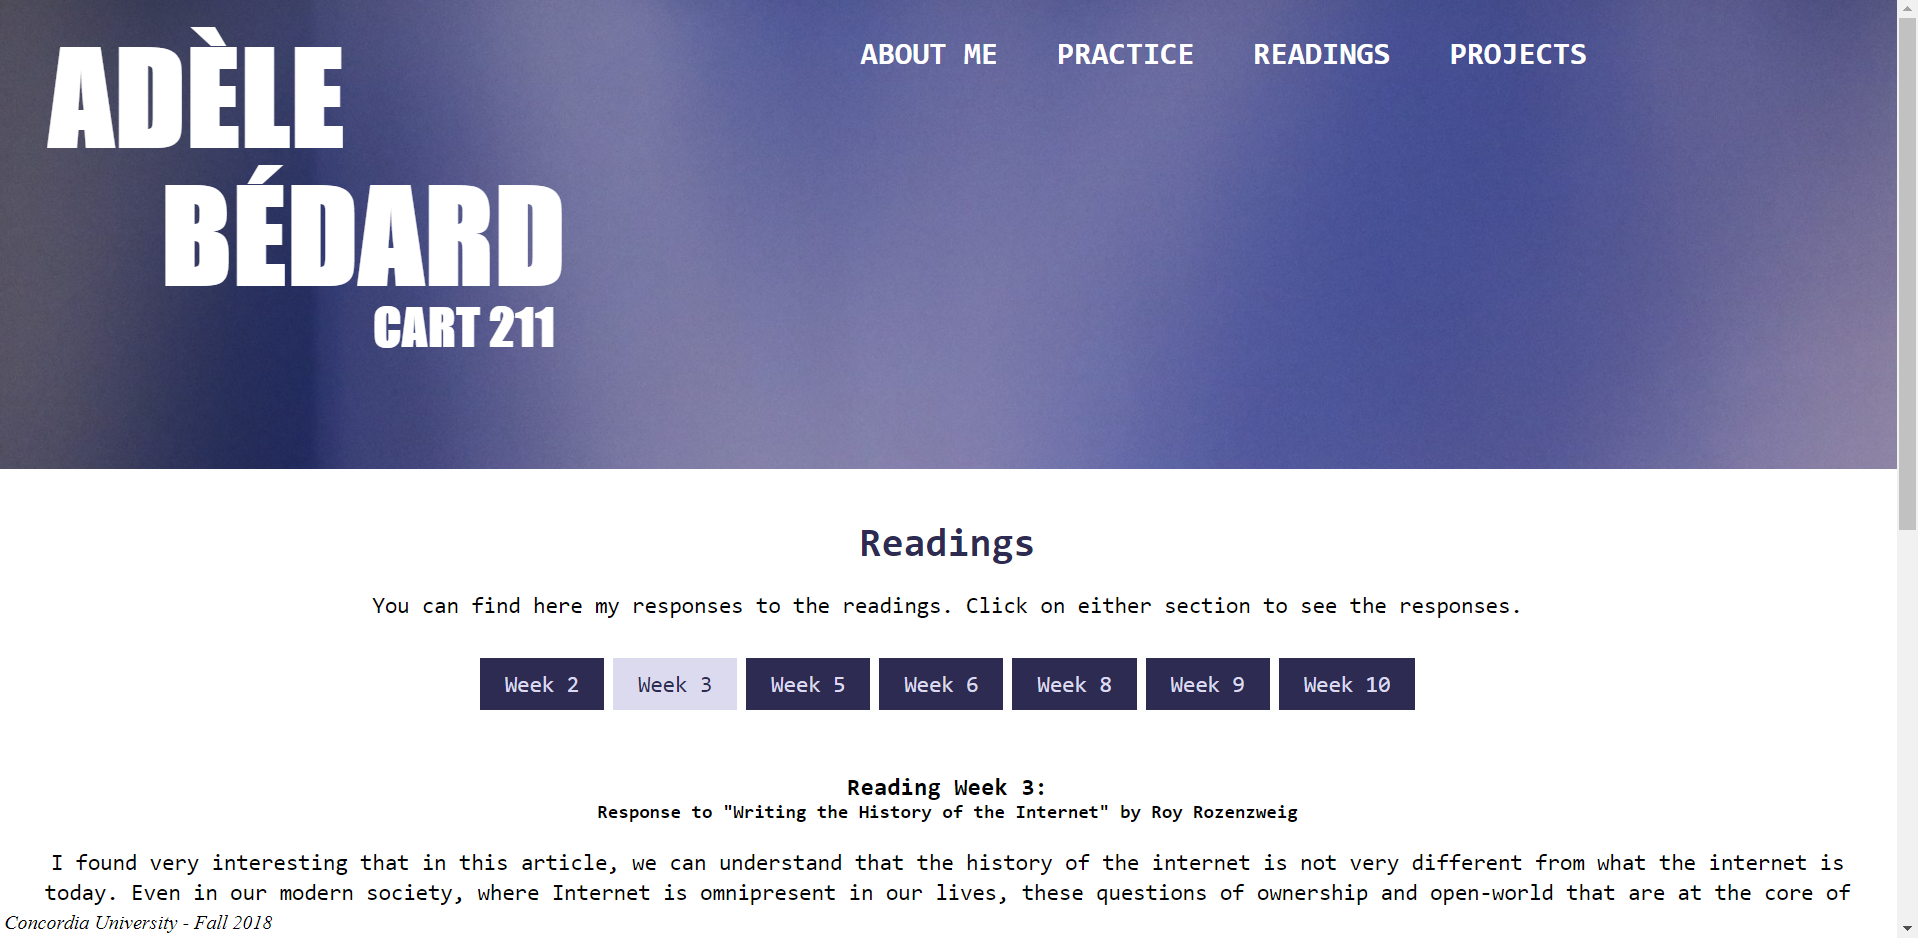 ADÈLE
BÉDARD
CART 211
ABOUT ME PRACTICE READINGS PROJECTS
Readings
You can find here my responses to the readings. Click on either section to see the responses.
Week 2 Week 3 Week 5 Week 6 Week 8 Week 9 Week 10
Reading Week 3:
Response to "Writing the History of the Internet" by Roy Rozenzweig
I found very interesting that in this article, we can understand that the history of the internet is not very different from what the internet is
today. Even in our modern society, where Internet is omnipresent in our lives, these questions of ownership and open-world that are at the core of
Concordia University - Fall 2018